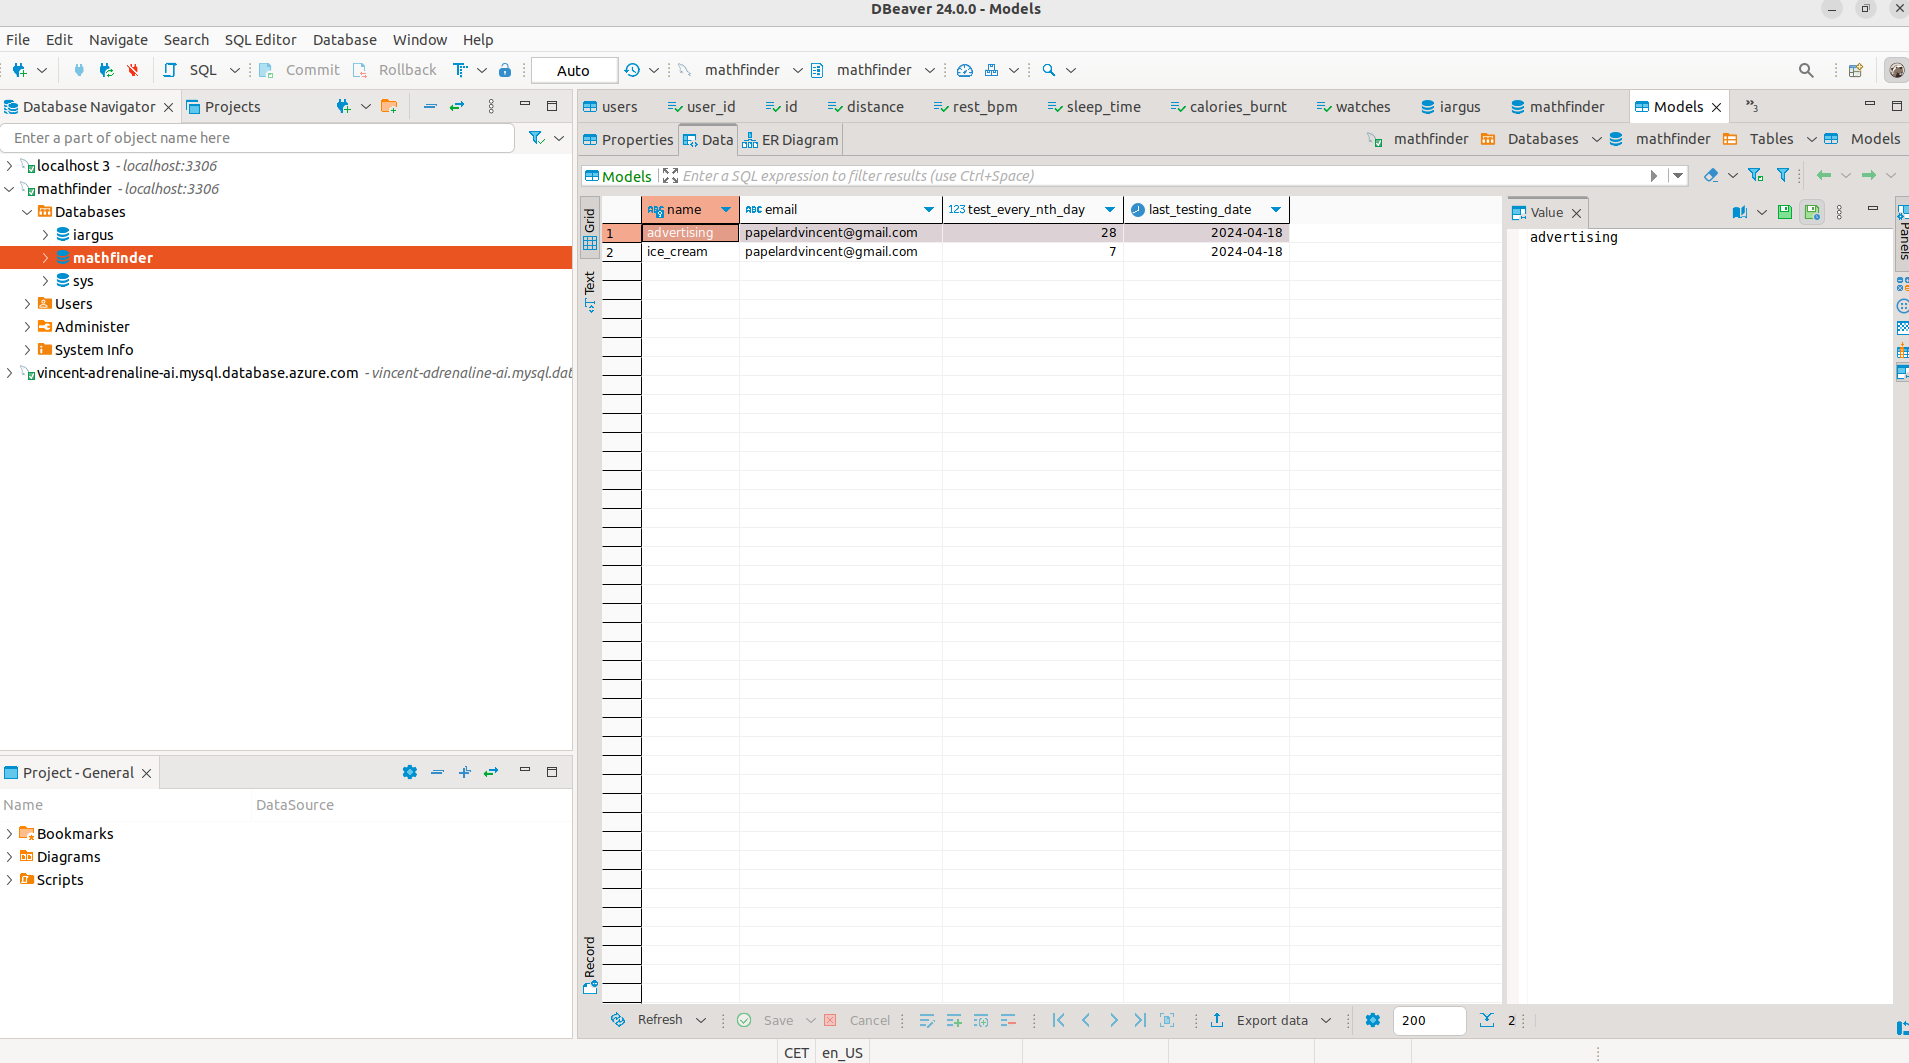 DBeaver 24.0.0 - Models
File Edit Navigate Search SQL Editor Database Window Help
SQL Commit Rollback Auto mathfinder mathfinder
Database Navigator Projects
Enter a part of object name here
localhost 3 - localhost:3306
mathfinder - localhost:3306
Databases
iargus
mathfinder
sys
Users
Administer
System Info
vincent-adrenaline-ai.mysql.database.azure.com - vincent-adrenaline-ai.mysql.dat
Project - General
Name DataSource
Bookmarks
Diagrams
Scripts
users user_id id distance rest_bpm sleep_time calories_burnt watches iargus mathfinder Models »3
Properties Data ER Diagram mathfinder Databases mathfinder Tables Models
Models Enter a SQL expression to filter results (use Ctrl+Space)
Grid
Text
Record
ABC name ABC email 123 test_every_nth_day last_testing_date
1 advertising papelardvincent@gmail.com 28 2024-04-18
2 ice_cream papelardvincent@gmail.com 7 2024-04-18
Value
advertising
Panels
Refresh Save Cancel Export data 200 2
CET en_US